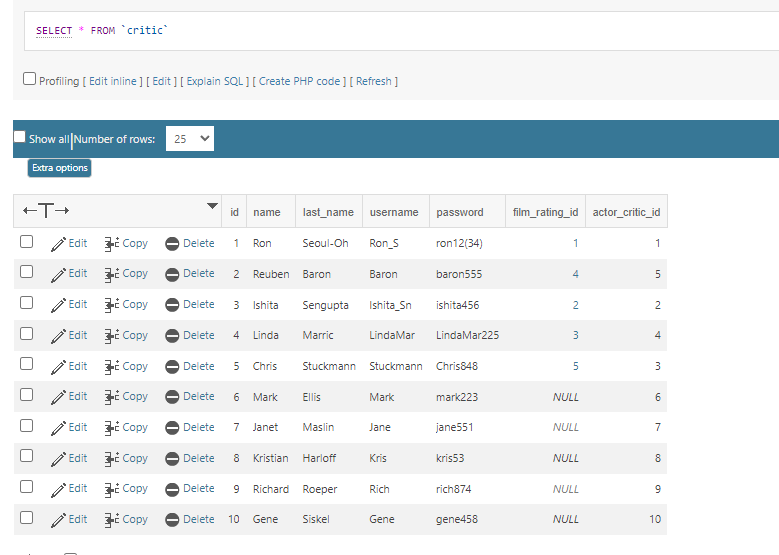 SELECT * FROM `critic`
Profiling [ Edit inline ] [ Edit ] [ Explain SQL ] [ Create PHP code ] [ Refresh ]
Show all Number of rows: 25
Extra options
←T→ id name last_name username password film_rating_id actor_critic_id
Edit Copy Delete 1 Ron Seoul-Oh Ron_S ron12(34) 1 1
Edit Copy Delete 2 Reuben Baron Baron baron555 4 5
Edit Copy Delete 3 Ishita Sengupta Ishita_Sn ishita456 2 2
Edit Copy Delete 4 Linda Marric LindaMar LindaMar225 3 4
Edit Copy Delete 5 Chris Stuckmann Stuckmann Chris848 5 3
Edit Copy Delete 6 Mark Ellis Mark mark223 NULL 6
Edit Copy Delete 7 Janet Maslin Jane jane551 NULL 7
Edit Copy Delete 8 Kristian Harloff Kris kris53 NULL 8
Edit Copy Delete 9 Richard Roeper Rich rich874 NULL 9
Edit Copy Delete 10 Gene Siskel Gene gene458 NULL 10